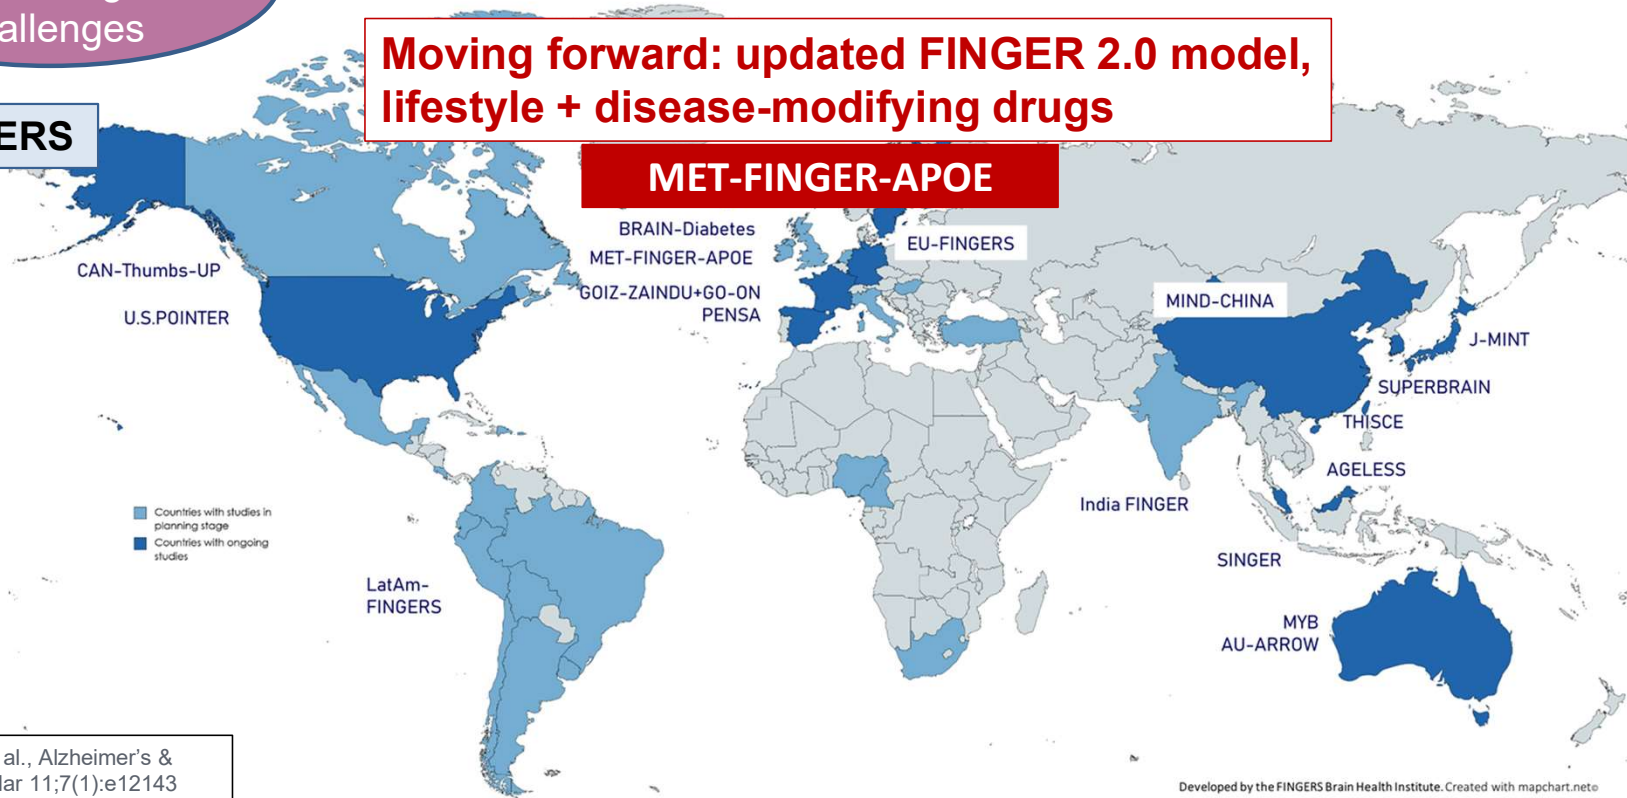 allenges
Moving forward: updated FINGER 2.0 model,
lifestyle + disease-modifying drugs
ERS
MET-FINGER-APOE
BRAIN-Diabetes
MET-FINGER-APOE
EU-FINGERS
CAN-Thumbs-UP
GOIZ-ZAINDU+GO-ON
PENSA
U.S.POINTER
MIND-CHINA
J-MINT
SUPERBRAIN
THISCE
AGELESS
India FINGER
Countries with studies in
planning stage
Countries with ongoing
studies
SINGER
LatAm-
FINGERS
MYB
AU-ARROW
al., Alzheimer's &
Mar 11;7(1):e12143
Developed by the FINGERS Brain Health Institute. Created with mapchart.net©